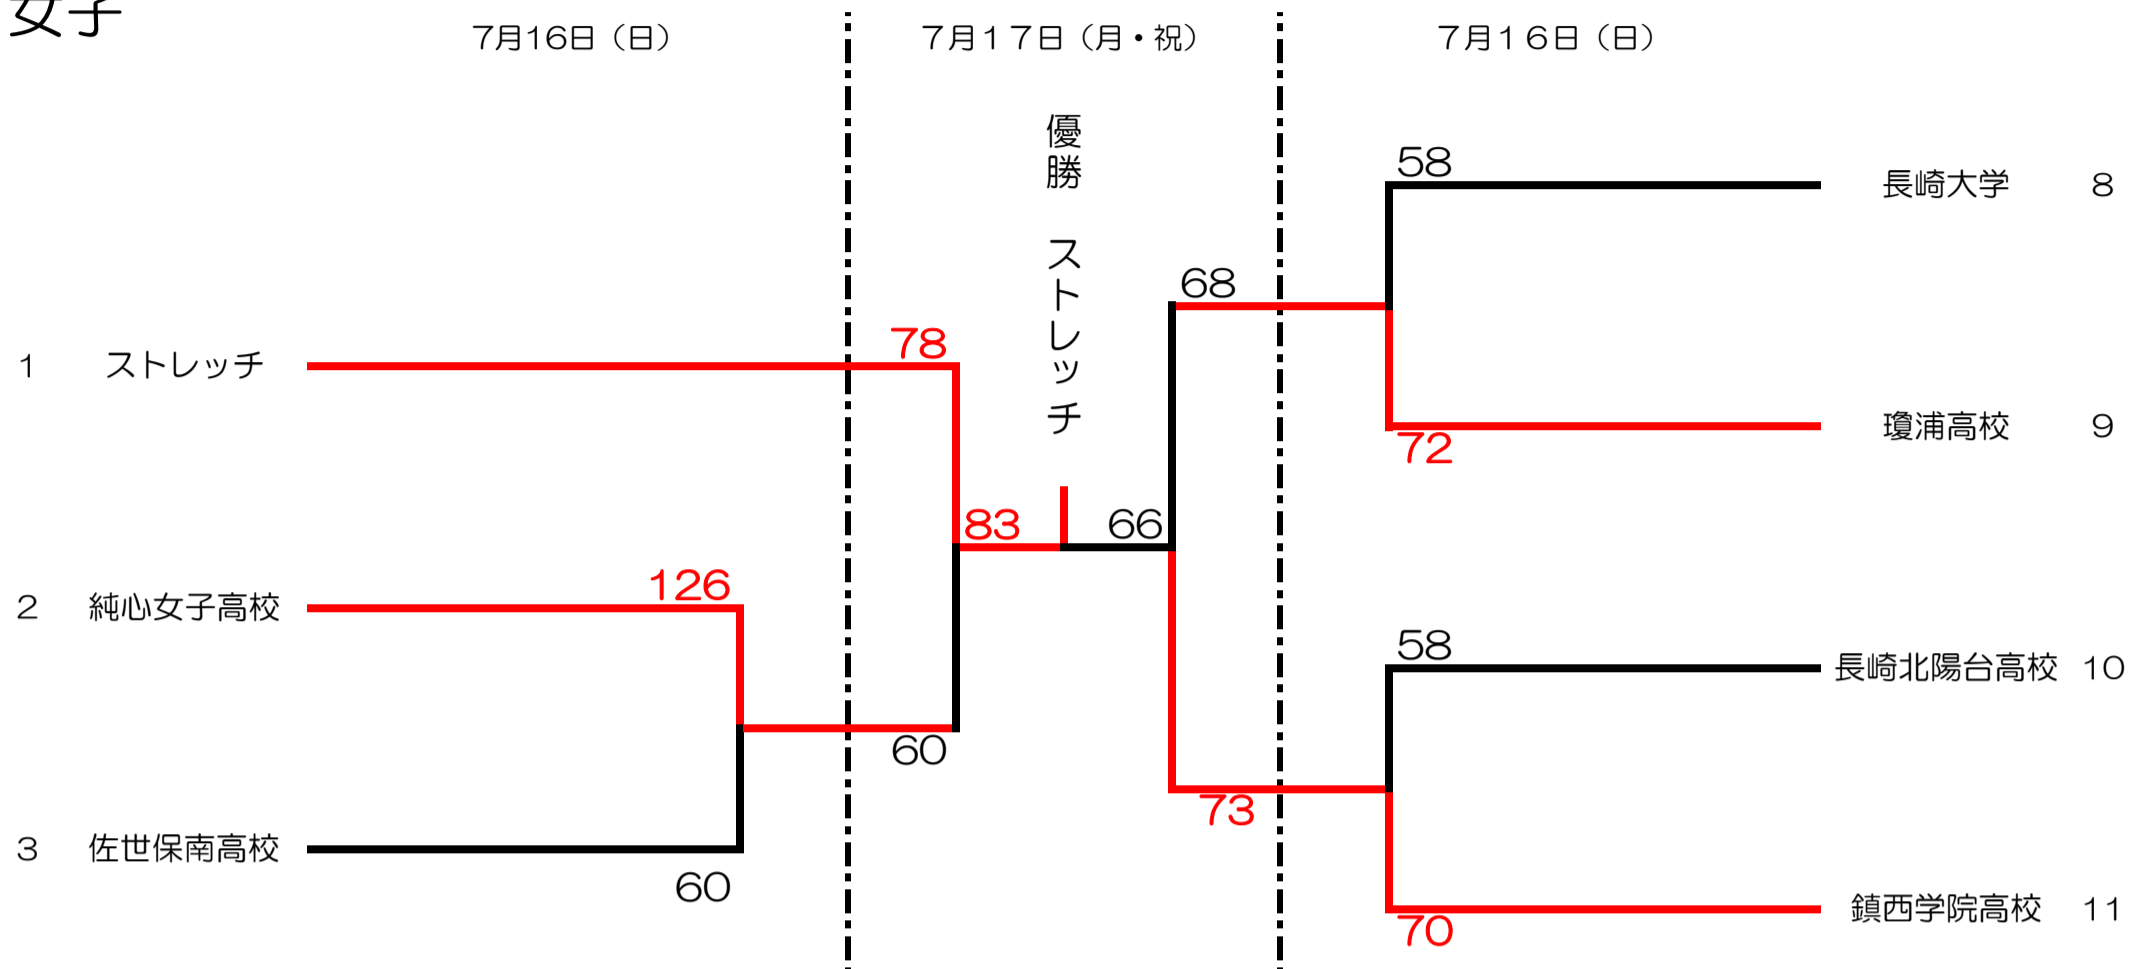 女子
7月16日（日）
７月１７日（月・祝）
７月１６日（日）
優勝　ストレッチ
58
長崎大学　8
68
78
1　ストレッチ
72
瓊浦高校　9
83
66
126
2　純心女子高校
58
長崎北陽台高校　10
60
73
3　佐世保南高校
60
70
鎮西学院高校　11